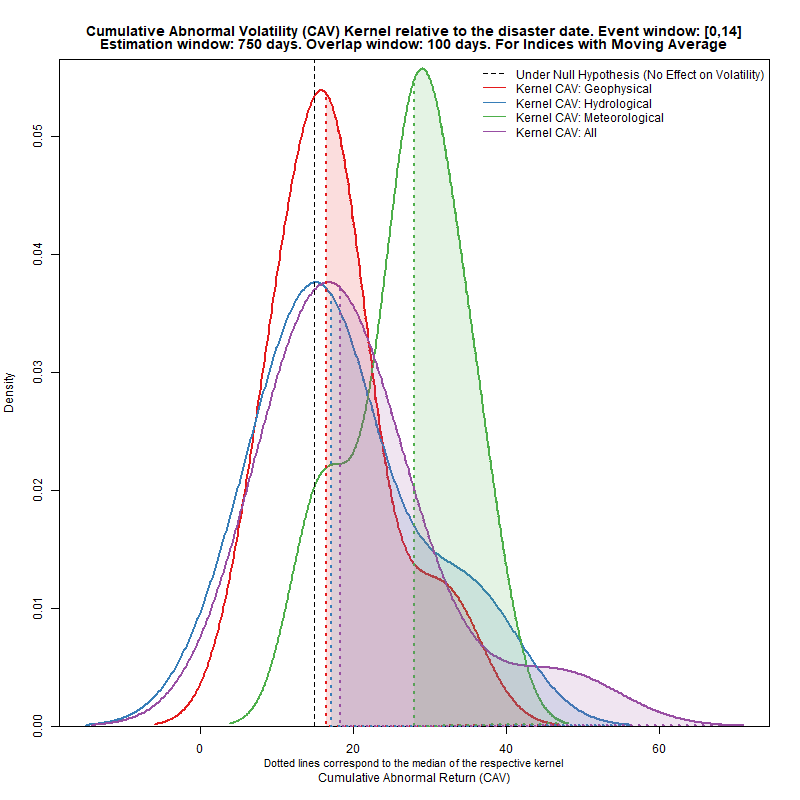 Cumulative Abnormal Volatility (CAV) Kernel relative to the disaster date. Event window: [0,14]
Estimation window: 750 days. Overlap window: 100 days. For Indices with Moving Average
Under Null Hypothesis (No Effect on Volatility)
Kernel CAV: Geophysical
Kernel CAV: Hydrological
Kernel CAV: Meteorological
Kernel CAV: All
0.05
0.04
0.03
0.02
0.01
0.00
Density
0 20 40 60
Dotted lines correspond to the median of the respective kernel
Cumulative Abnormal Return (CAV)